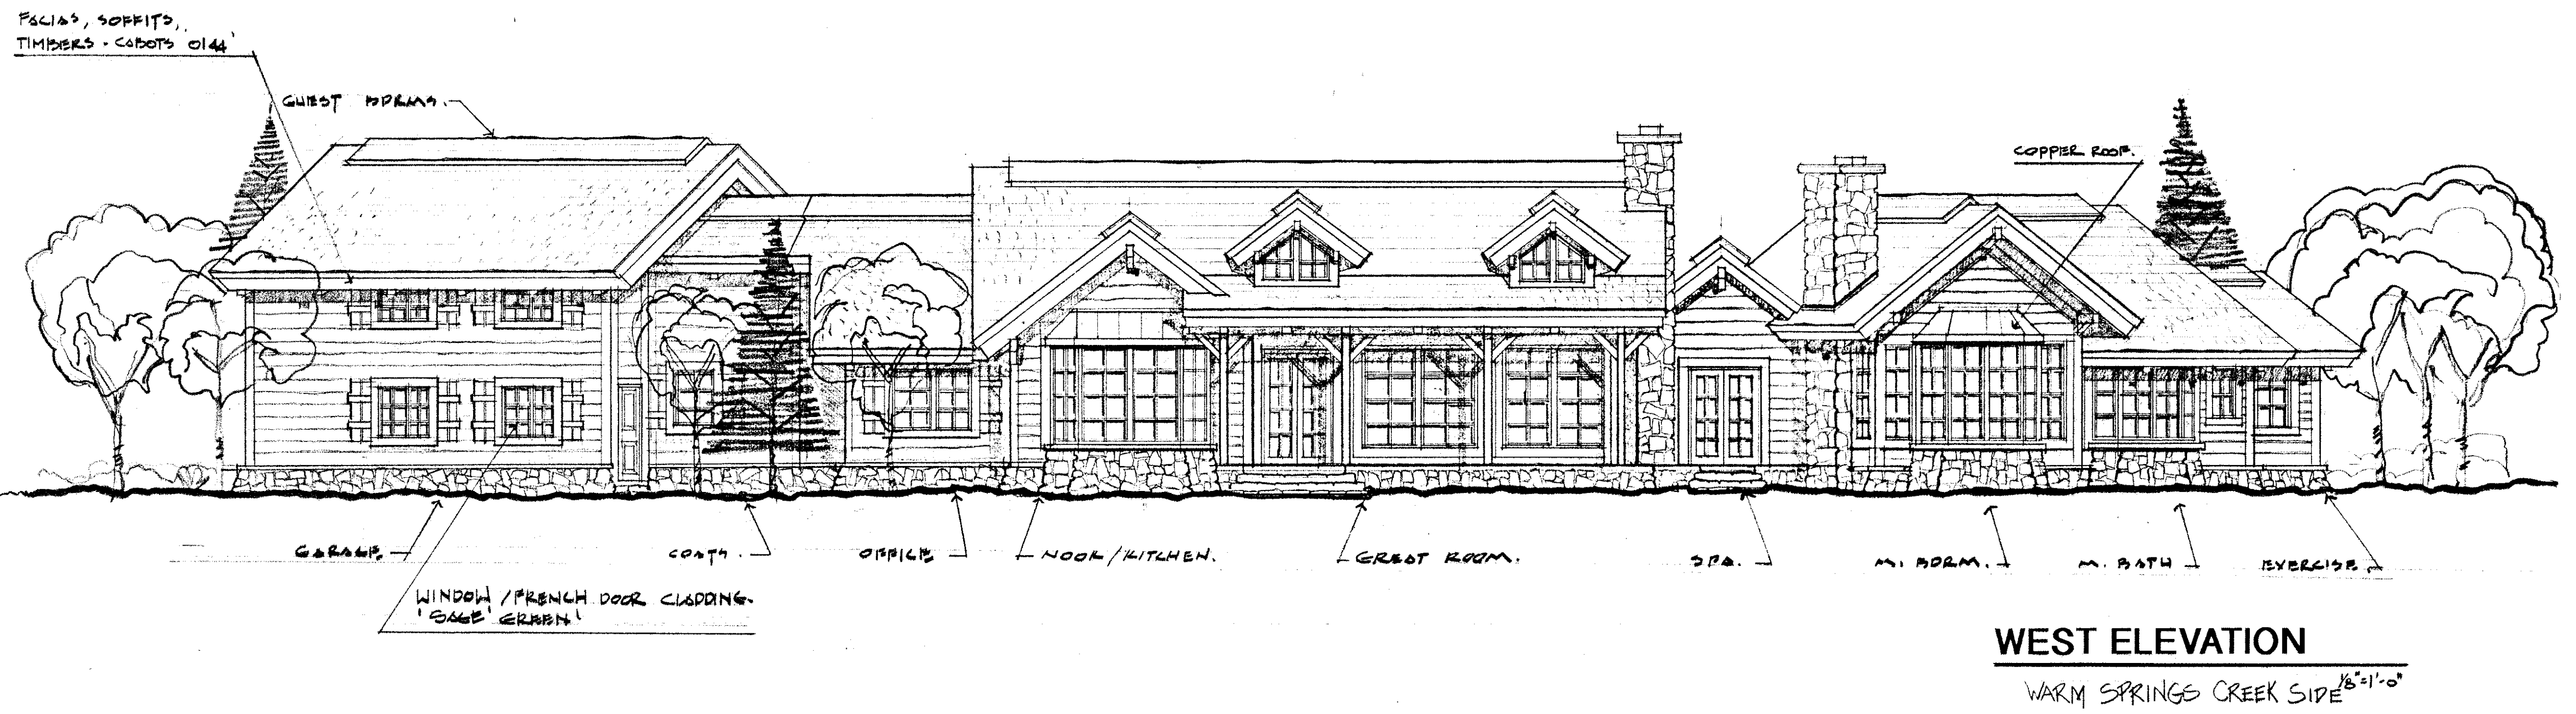 FACIAS, SOFFITS,
TIMBERS - CABOTS 0144'
GUEST BDRMS.
COPPER ROOF.
GARAGE
COATS.
OFFICE
NOOK/KITCHEN.
GREAT ROOM.
SPA.
M. BDRM.
M. BATH
EXERCISE
WINDOW/FRENCH DOOR CLADDING.
'SAGE' GREEN'
WEST ELEVATION
WARM SPRINGS CREEK SIDE 1/8"=1'-0"